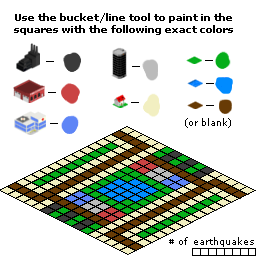 Use the bucket/line tool to paint in the
squares with the following exact colors
(or blank)
# of earthquakes